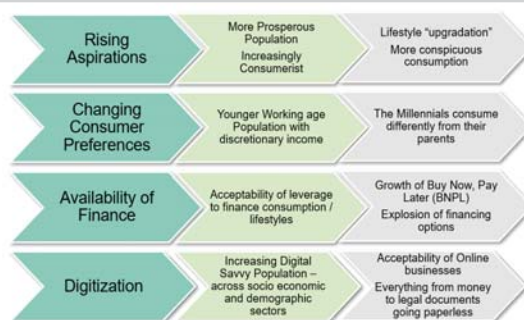 Rising
Aspirations
More Prosperous
Population
Increasingly
Consumerist
Lifestyle “upgradation”
More conspicuous
consumption
Changing
Consumer
Preferences
Younger Working age
Population with
discretionary income
The Millennials consume
differently from their
parents
Availability of
Finance
Acceptability of leverage
to finance consumption /
lifestyles
Growth of Buy Now, Pay
Later (BNPL)
Explosion of financing
options
Digitization
Increasing Digital
Savvy Population –
across socio economic
and demographic
sectors
Acceptability of Online
businesses
Everything from money
to legal documents
going paperless